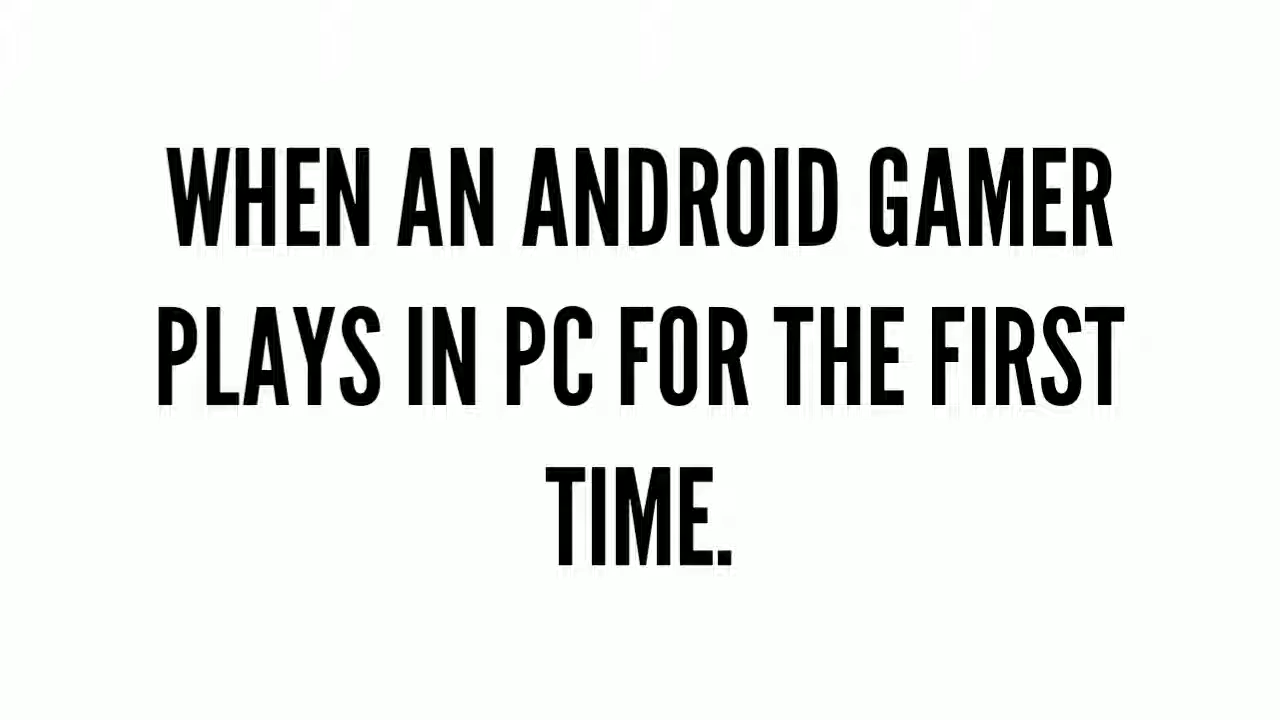 WHEN AN ANDROID GAMER
PLAYS IN PC FOR THE FIRST
TIME.